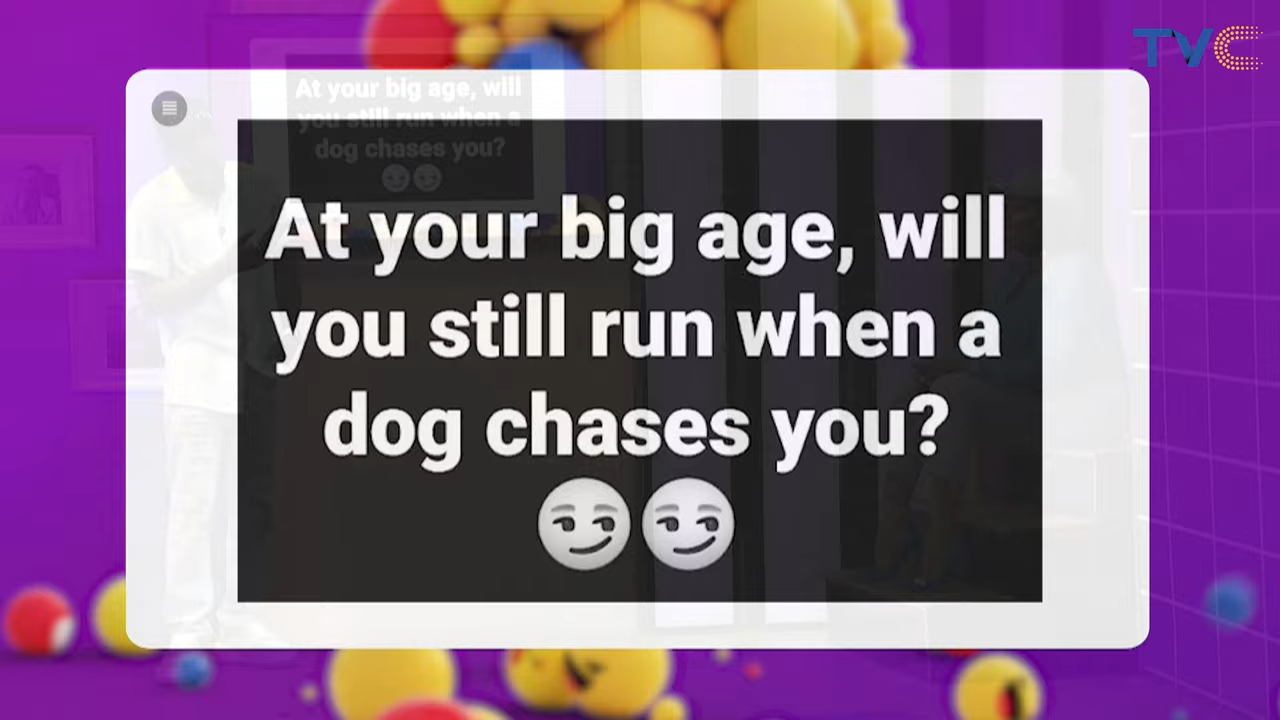 TVC
At your big age, will
you still run when a
dog chases you?
At your big age, will
you still run when a
dog chases you?
😏😏